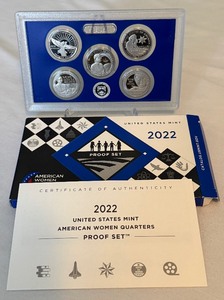 UNITED STATES MINT
2022
PROOF SET
AMERICAN
WOMEN
CERTIFICATE OF AUTHENTICITY
2022
UNITED STATES MINT
AMERICAN WOMEN QUARTERS
PROOF SET™